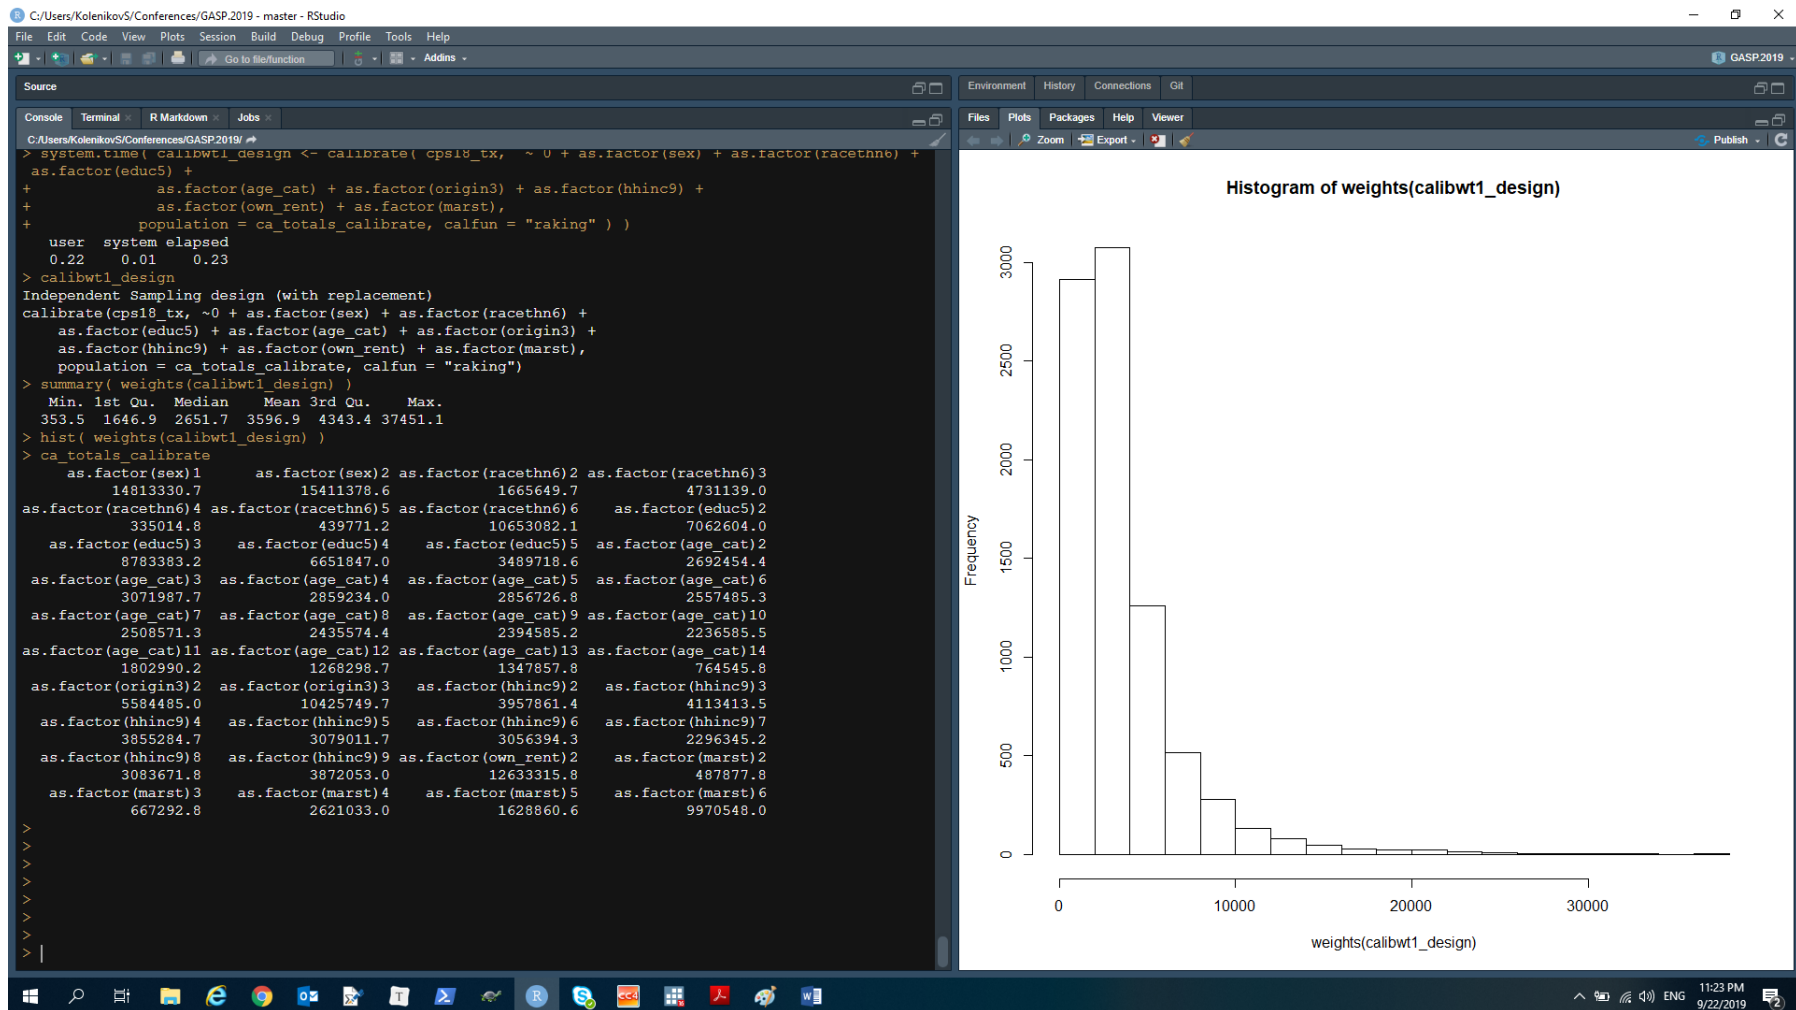 C:/Users/KolenikovS/Conferences/GASP.2019 - master - RStudio
File Edit Code View Plots Session Build Debug Profile Tools Help
Go to file/function Addins GASP.2019
Source
Console Terminal R Markdown Jobs
C:/Users/KolenikovS/Conferences/GASP.2019/
> system.time( calibwt1_design <- calibrate( cps18_tx, ~ 0 + as.factor(sex) + as.factor(racethn6) +
as.factor(educ5) +
+ as.factor(age_cat) + as.factor(origin3) + as.factor(hhinc9) +
+ as.factor(own_rent) + as.factor(marst),
+ population = ca_totals_calibrate, calfun = "raking" ) )
user system elapsed
0.22 0.01 0.23
> calibwt1_design
Independent Sampling design (with replacement)
calibrate(cps18_tx, ~0 + as.factor(sex) + as.factor(racethn6) +
as.factor(educ5) + as.factor(age_cat) + as.factor(origin3) +
as.factor(hhinc9) + as.factor(own_rent) + as.factor(marst),
population = ca_totals_calibrate, calfun = "raking")
> summary( weights(calibwt1_design) )
Min. 1st Qu. Median Mean 3rd Qu. Max.
353.5 1646.9 2651.7 3596.9 4343.4 37451.1
> hist( weights(calibwt1_design) )
> ca_totals_calibrate
as.factor(sex)1 as.factor(sex)2 as.factor(racethn6)2 as.factor(racethn6)3
14813330.7 15411378.6 1665649.7 4731139.0
as.factor(racethn6)4 as.factor(racethn6)5 as.factor(racethn6)6 as.factor(educ5)2
335014.8 439771.2 10653082.1 7062604.0
as.factor(educ5)3 as.factor(educ5)4 as.factor(educ5)5 as.factor(age_cat)2
8783383.2 6651847.0 3489718.6 2692454.4
as.factor(age_cat)3 as.factor(age_cat)4 as.factor(age_cat)5 as.factor(age_cat)6
3071987.7 2859234.0 2856726.8 2557485.3
as.factor(age_cat)7 as.factor(age_cat)8 as.factor(age_cat)9 as.factor(age_cat)10
2508571.3 2435574.4 2394585.2 2236585.5
as.factor(age_cat)11 as.factor(age_cat)12 as.factor(age_cat)13 as.factor(age_cat)14
1802990.2 1268298.7 1347857.8 764545.8
as.factor(origin3)2 as.factor(origin3)3 as.factor(hhinc9)2 as.factor(hhinc9)3
5584485.0 10425749.7 3957861.4 4113413.5
as.factor(hhinc9)4 as.factor(hhinc9)5 as.factor(hhinc9)6 as.factor(hhinc9)7
3855284.7 3079011.7 3056394.3 2296345.2
as.factor(hhinc9)8 as.factor(hhinc9)9 as.factor(own_rent)2 as.factor(marst)2
3083671.8 3872053.0 12633315.8 487877.8
as.factor(marst)3 as.factor(marst)4 as.factor(marst)5 as.factor(marst)6
667292.8 2621033.0 1628860.6 9970548.0
>
>
>
>
>
>
>
>
Environment History Connections Git
Files Plots Packages Help Viewer
Zoom Export Publish
Histogram of weights(calibwt1_design)
Frequency
3000
2500
2000
1500
1000
500
0
0 10000 20000 30000
weights(calibwt1_design)
ENG
11:23 PM
9/22/2019